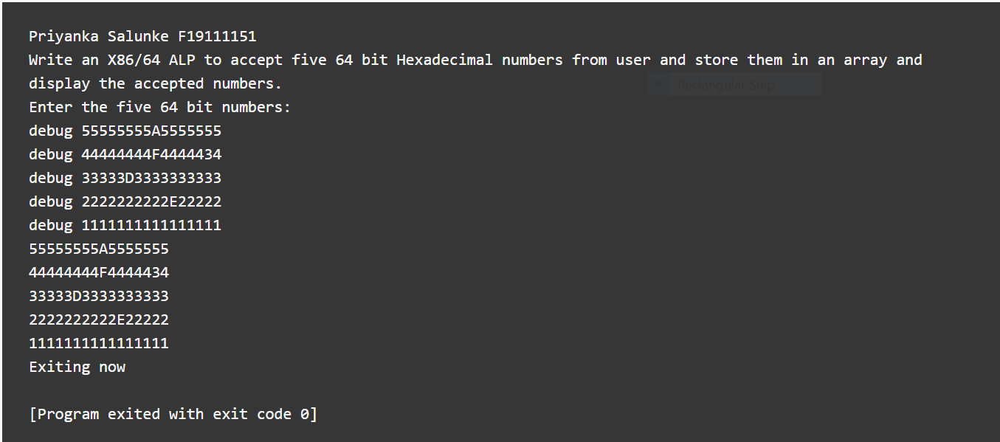 Priyanka Salunke F19111151
Write an X86/64 ALP to accept five 64 bit Hexadecimal numbers from user and store them in an array and
display the accepted numbers.
Rectangular Snip
Enter the five 64 bit numbers:
debug 55555555A5555555
debug 44444444F4444434
debug 33333D3333333333
debug 2222222222E22222
debug 1111111111111111
55555555A5555555
44444444F4444434
33333D3333333333
2222222222E22222
1111111111111111
Exiting now
[Program exited with exit code 0]